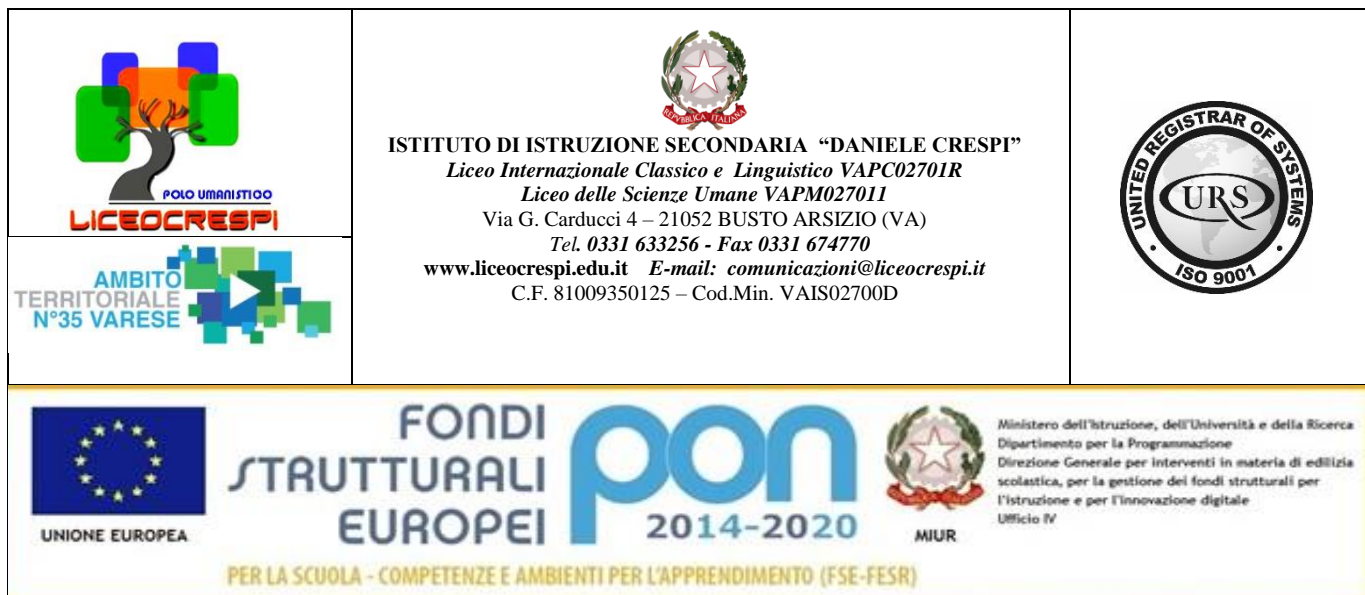 POLO UMANISTICO
LICEOCRESPI
AMBITO
TERRITORIALE
N°35 VARESE
REPVBBLICA ITALIANA
ISTITUTO DI ISTRUZIONE SECONDARIA “DANIELE CRESPI”
Liceo Internazionale Classico e Linguistico VAPC02701R
Liceo delle Scienze Umane VAPM027011
Via G. Carducci 4 – 21052 BUSTO ARSIZIO (VA)
Tel. 0331 633256 - Fax 0331 674770
www.liceocrespi.edu.it E-mail: comunicazioni@liceocrespi.it
C.F. 81009350125 – Cod.Min. VAIS02700D
UNITED REGISTRAR OF SYSTEMS
URS
ISO 9001
UNIONE EUROPEA
FONDI
STRUTTURALI
EUROPEI
pon
2014-2020
MIUR
Ministero dell'Istruzione, dell'Università e della Ricerca
Dipartimento per la Programmazione
Direzione Generale per interventi in materia di edilizia
scolastica, per la gestione dei fondi strutturali per
l'istruzione e per l'innovazione digitale
Ufficio IV
PER LA SCUOLA - COMPETENZE E AMBIENTI PER L'APPRENDIMENTO (FSE-FESR)